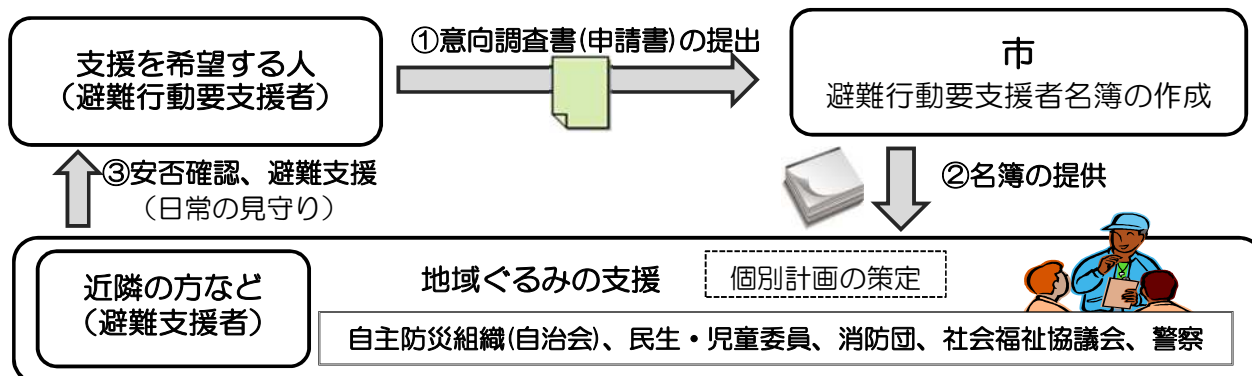 支援を希望する人
（避難行動要支援者）
①意向調査書(申請書)の提出
市
避難行動要支援者名簿の作成
③安否確認、避難支援
（日常の見守り）
②名簿の提供
近隣の方など
（避難支援者）
地域ぐるみの支援
個別計画の策定
自主防災組織(自治会)、民生・児童委員、消防団、社会福祉協議会、警察